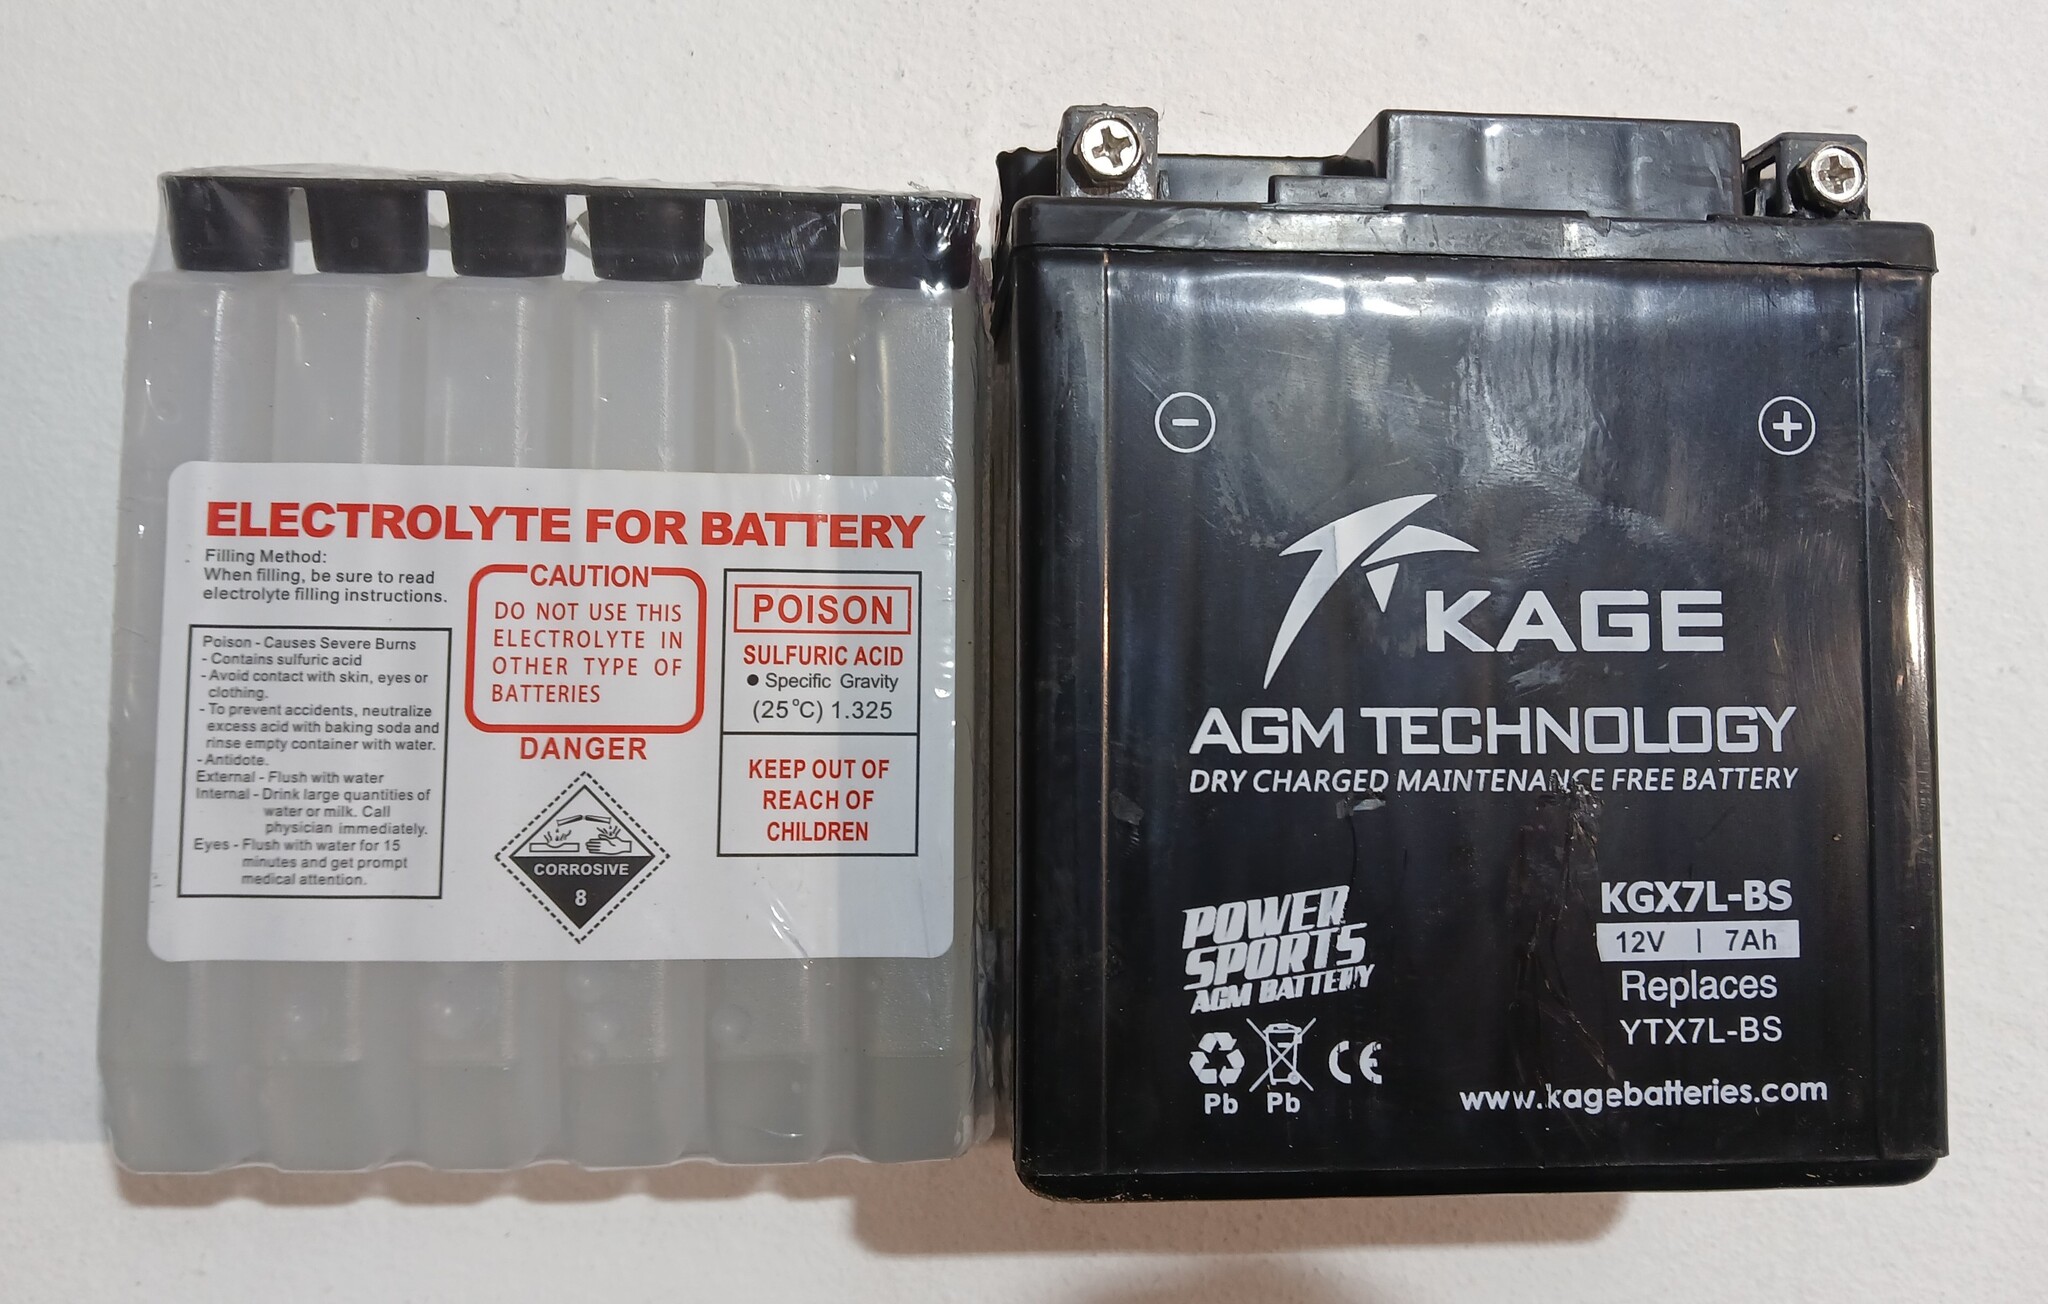 ELECTROLYTE FOR BATTERY
Filling Method:
When filling, be sure to read
electrolyte filling instructions.
Poison - Causes Severe Burns
- Contains sulfuric acid
- Avoid contact with skin, eyes or
clothing.
- To prevent accidents, neutralize
excess acid with baking soda and
rinse empty container with water.
- Antidote.
External - Flush with water
Internal - Drink large quantities of
water or milk. Call
physician immediately.
Eyes - Flush with water for 15
minutes and get prompt
medical attention.
CAUTION
DO NOT USE THIS
ELECTROLYTE IN
OTHER TYPE OF
BATTERIES
DANGER
CORROSIVE
8
POISON
SULFURIC ACID
● Specific Gravity
(25℃) 1.325
KEEP OUT OF
REACH OF
CHILDREN
- +
KAGE
AGM TECHNOLOGY
DRY CHARGED MAINTENANCE FREE BATTERY
POWER
SPORTS
AGM BATTERY
Pb Pb
CE
KGX7L-BS
12V | 7Ah
Replaces
YTX7L-BS
www.kagebatteries.com